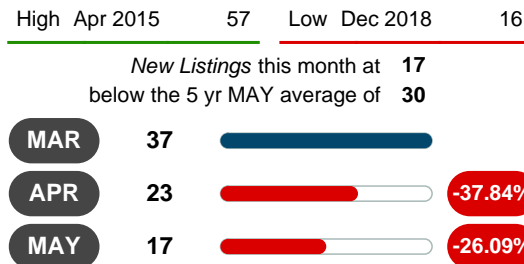 High Apr 2015 57 Low Dec 2018 16
New Listings this month at 17
below the 5 yr MAY average of 30
MAR 37
APR 23 -37.84%
MAY 17 -26.09%